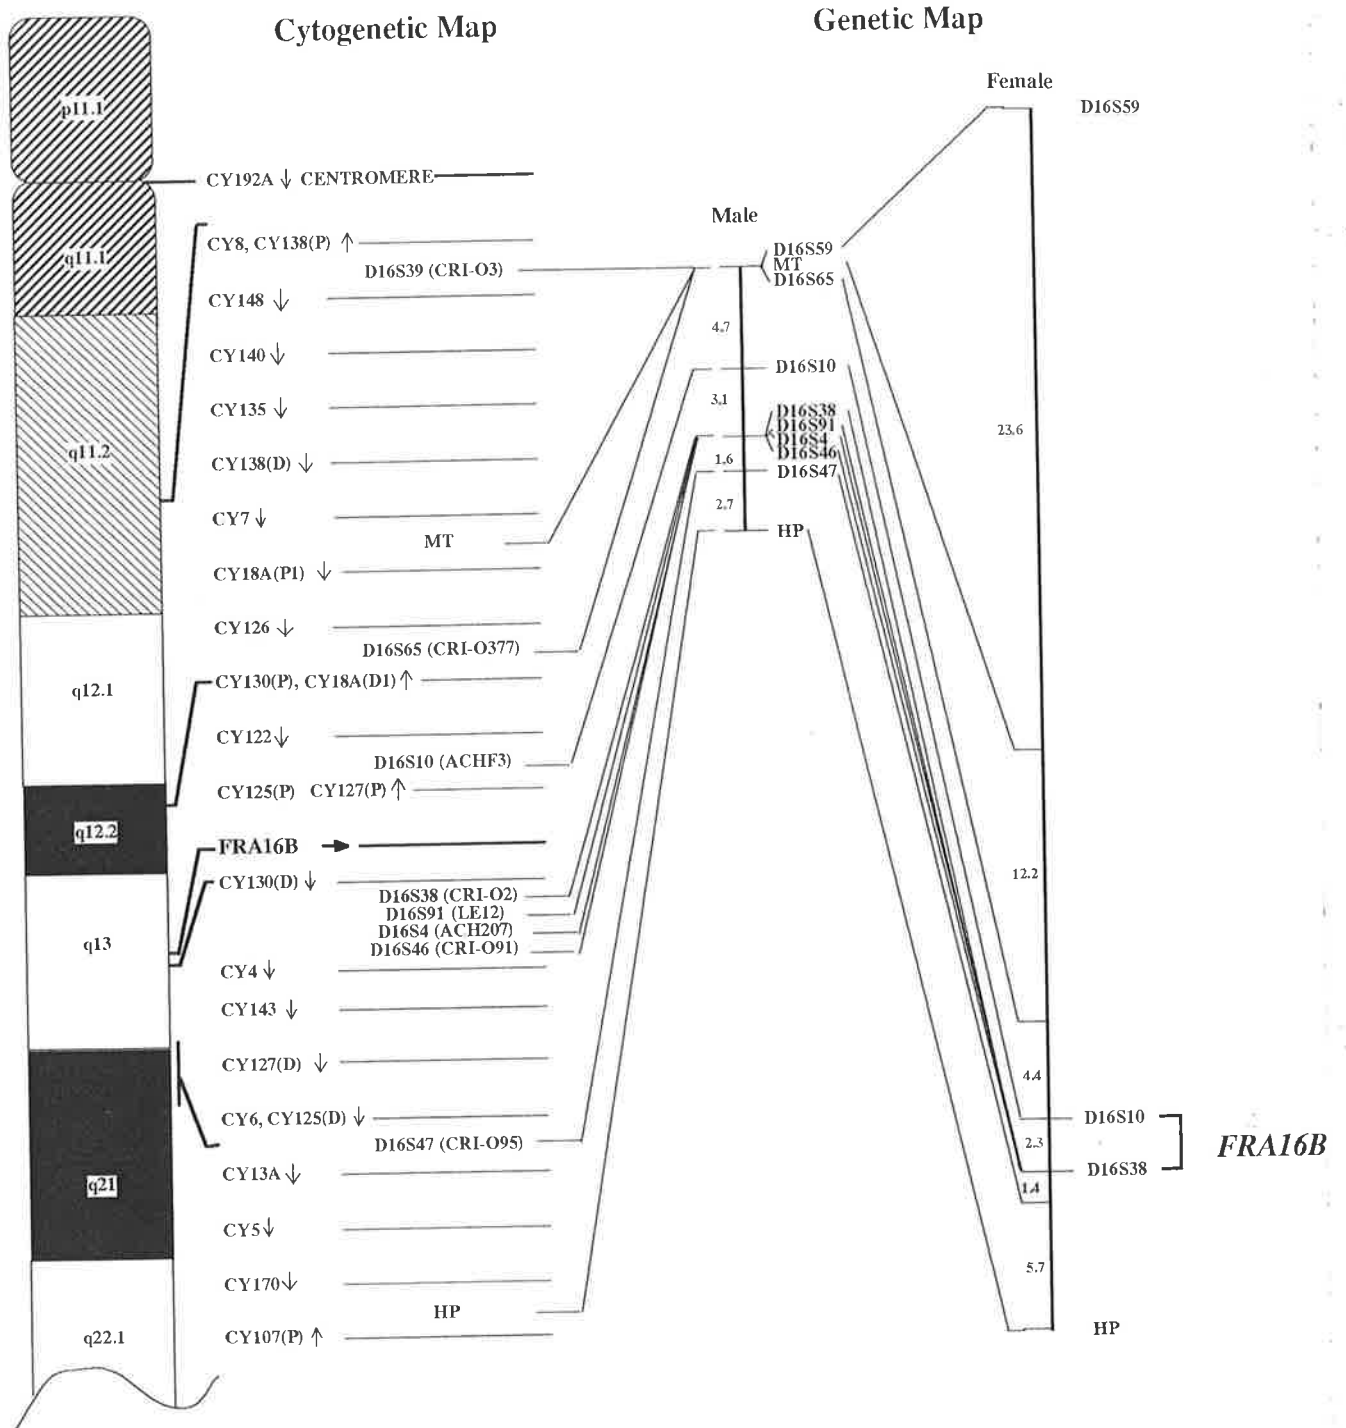 Cytogenetic Map
Genetic Map
p11.1
q11.1
q11.2
q12.1
q12.2
q13
q21
q22.1
CY192A ↓ CENTROMERE
CY8, CY138(P) ↑
D16S39 (CRI-O3)
CY148 ↓
CY140 ↓
CY135 ↓
CY138(D) ↓
CY7 ↓
MT
CY18A(P1) ↓
CY126 ↓
D16S65 (CRI-O377)
CY130(P), CY18A(D1) ↑
CY122 ↓
D16S10 (ACHF3)
CY125(P) CY127(P) ↑
FRA16B →
CY130(D) ↓
D16S38 (CRI-O2)
D16S91 (LE12)
D16S4 (ACH207)
D16S46 (CRI-O91)
CY4 ↓
CY143 ↓
CY127(D) ↓
CY6, CY125(D) ↓
D16S47 (CRI-O95)
CY13A ↓
CY5 ↓
CY170 ↓
HP
CY107(P) ↑
Male
D16S59
MT
D16S65
4.7
D16S10
3.1
D16S38
D16S91
D16S4
D16S46
1.6
D16S47
2.7
HP
Female
D16S59
23.6
12.2
4.4
D16S10
2.3
FRA16B
D16S38
1.4
5.7
HP